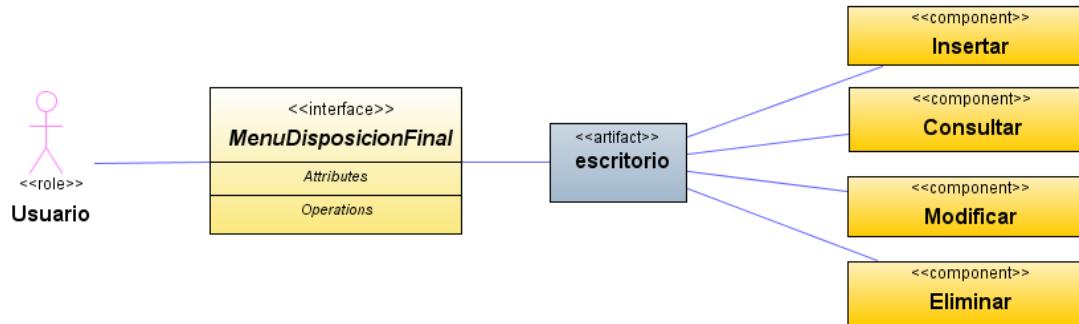 <<role>>
Usuario
<<interface>>
MenuDisposicionFinal
Attributes
Operations
<<artifact>>
escritorio
<<component>>
Insertar
<<component>>
Consultar
<<component>>
Modificar
<<component>>
Eliminar